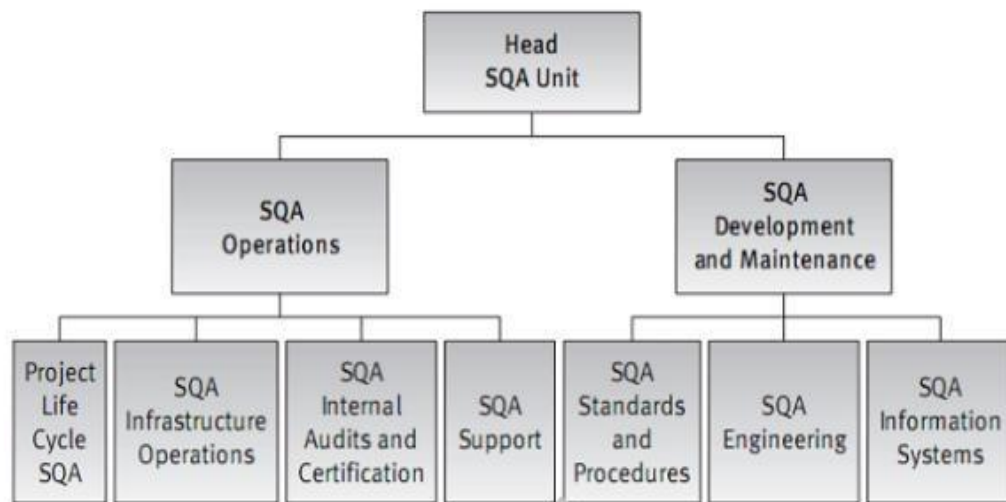 Head
SQA Unit
SQA
Operations
SQA
Development
and Maintenance
Project
Life
Cycle
SQA
SQA
Infrastructure
Operations
SQA
Internal
Audits and
Certification
SQA
Support
SQA
Standards
and
Procedures
SQA
Engineering
SQA
Information
Systems